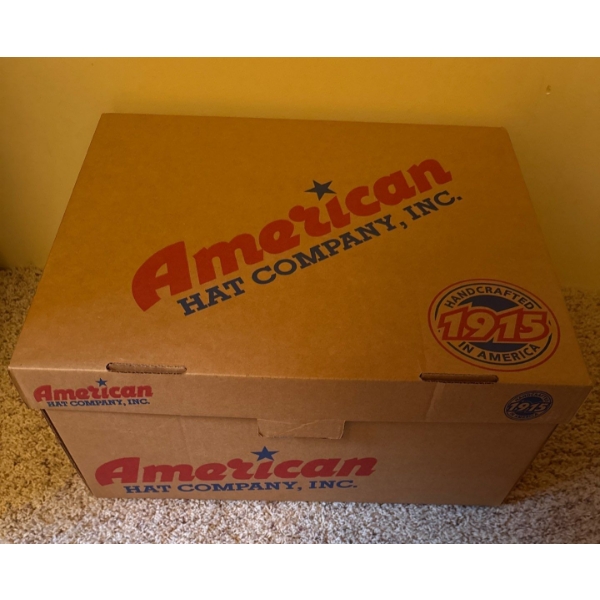 American
HAT COMPANY, INC.
HANDCRAFTED
1915
IN AMERICA
American
HAT COMPANY, INC.
1915
American
HAT COMPANY, INC.